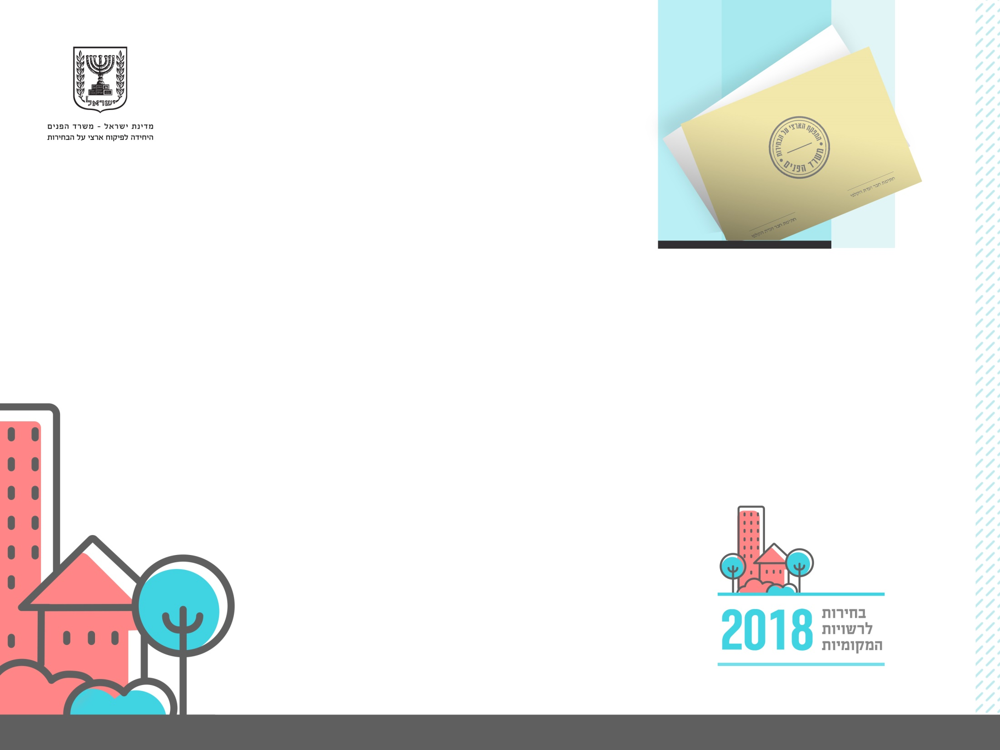 ישראל
מדינת ישראל - משרד הפנים
היחידה לפיקוח ארצי על הבחירות
המפקח הארצי על הבחירות
משרד הפנים
חתימת חבר ועדת הקלפי
חתימת חבר ועדת הקלפי
בחירות
לרשויות
המקומיות
2018